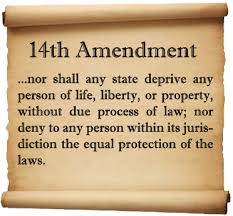 14th Amendment
...nor shall any state deprive any
person of life, liberty, or property,
without due process of law; nor
deny to any person within its juris-
diction the equal protection of the
laws.